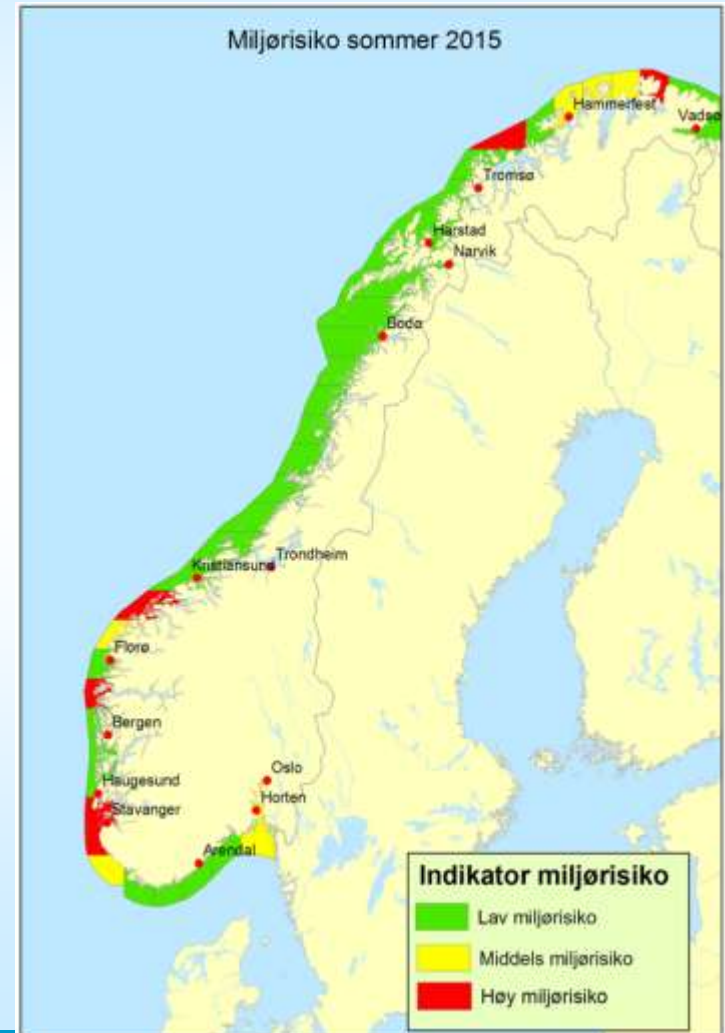 Miljørisiko sommer 2015
Hammerfest
Vadsø
Tromsø
Harstad
Narvik
Bodø
Trondheim
Kristiansund
Florø
Bergen
Oslo
Haugesund
Horten
Stavanger
Arendal
Indikator miljørisiko
Lav miljørisiko
Middels miljørisiko
Høy miljørisiko